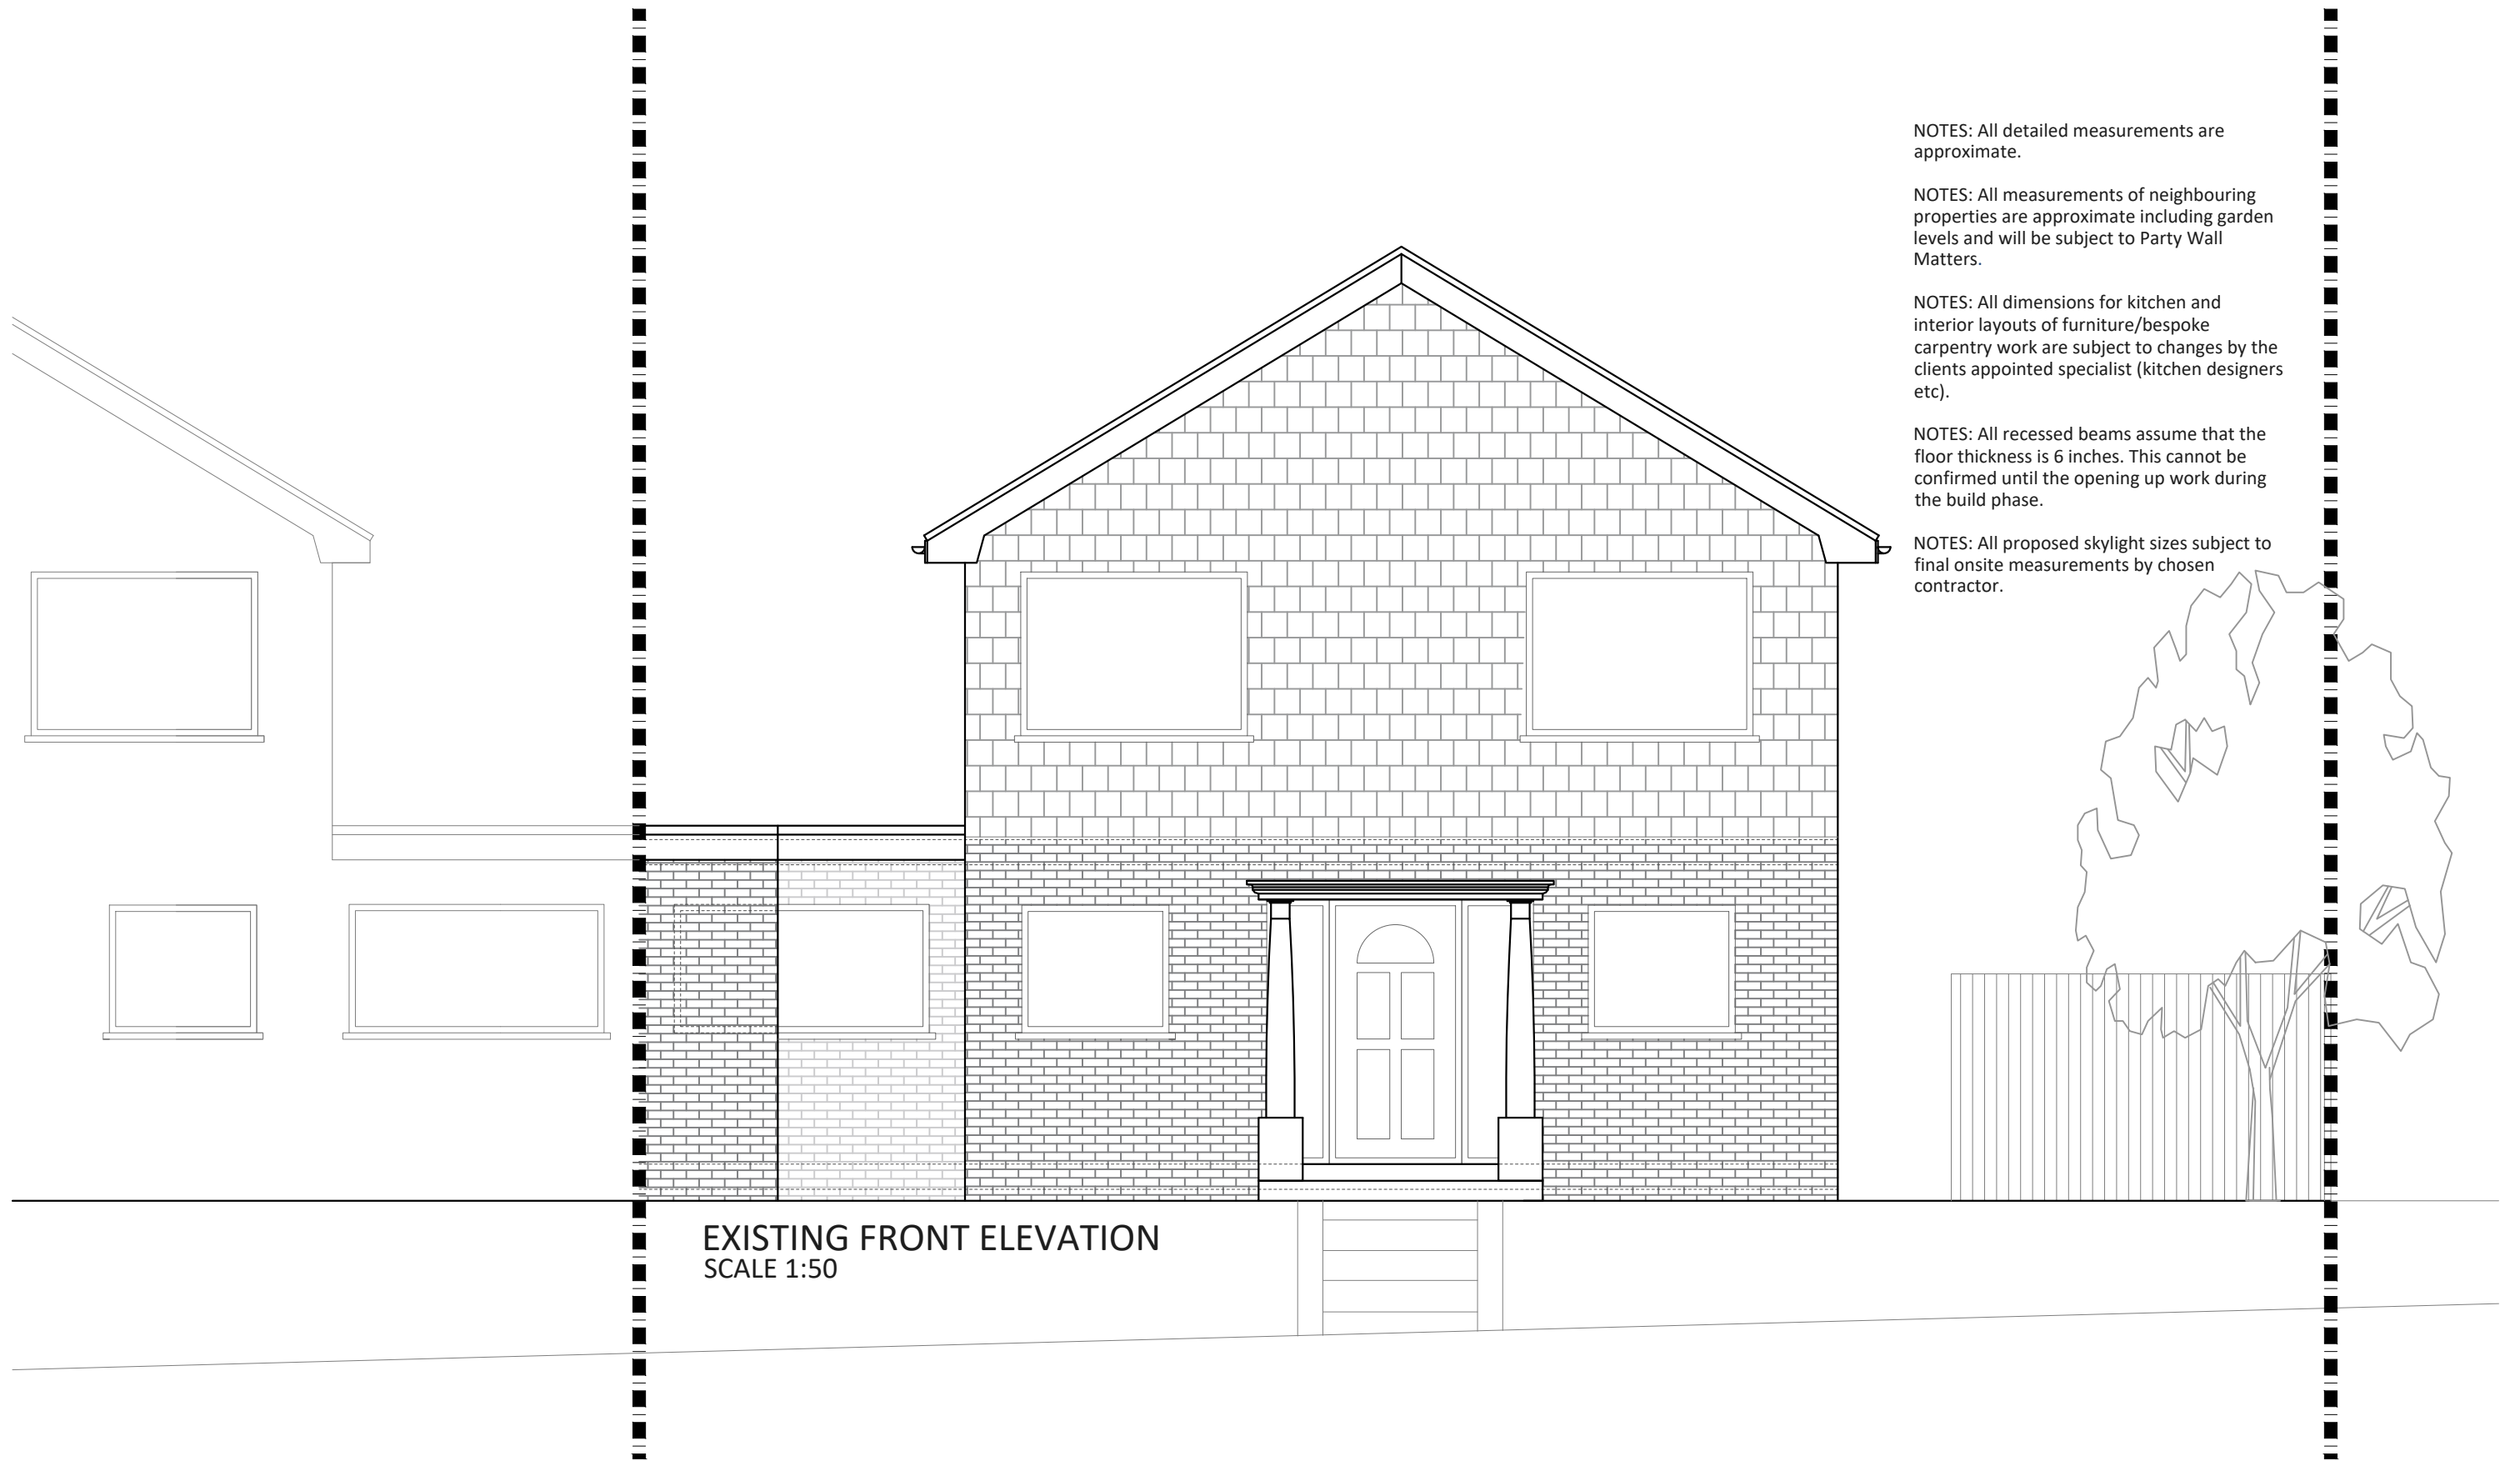 NOTES: All detailed measurements are
approximate.
NOTES: All measurements of neighbouring
properties are approximate including garden
levels and will be subject to Party Wall
Matters.
NOTES: All dimensions for kitchen and
interior layouts of furniture/bespoke
carpentry work are subject to changes by the
clients appointed specialist (kitchen designers
etc).
NOTES: All recessed beams assume that the
floor thickness is 6 inches. This cannot be
confirmed until the opening up work during
the build phase.
NOTES: All proposed skylight sizes subject to
final onsite measurements by chosen
contractor.
EXISTING FRONT ELEVATION
SCALE 1:50